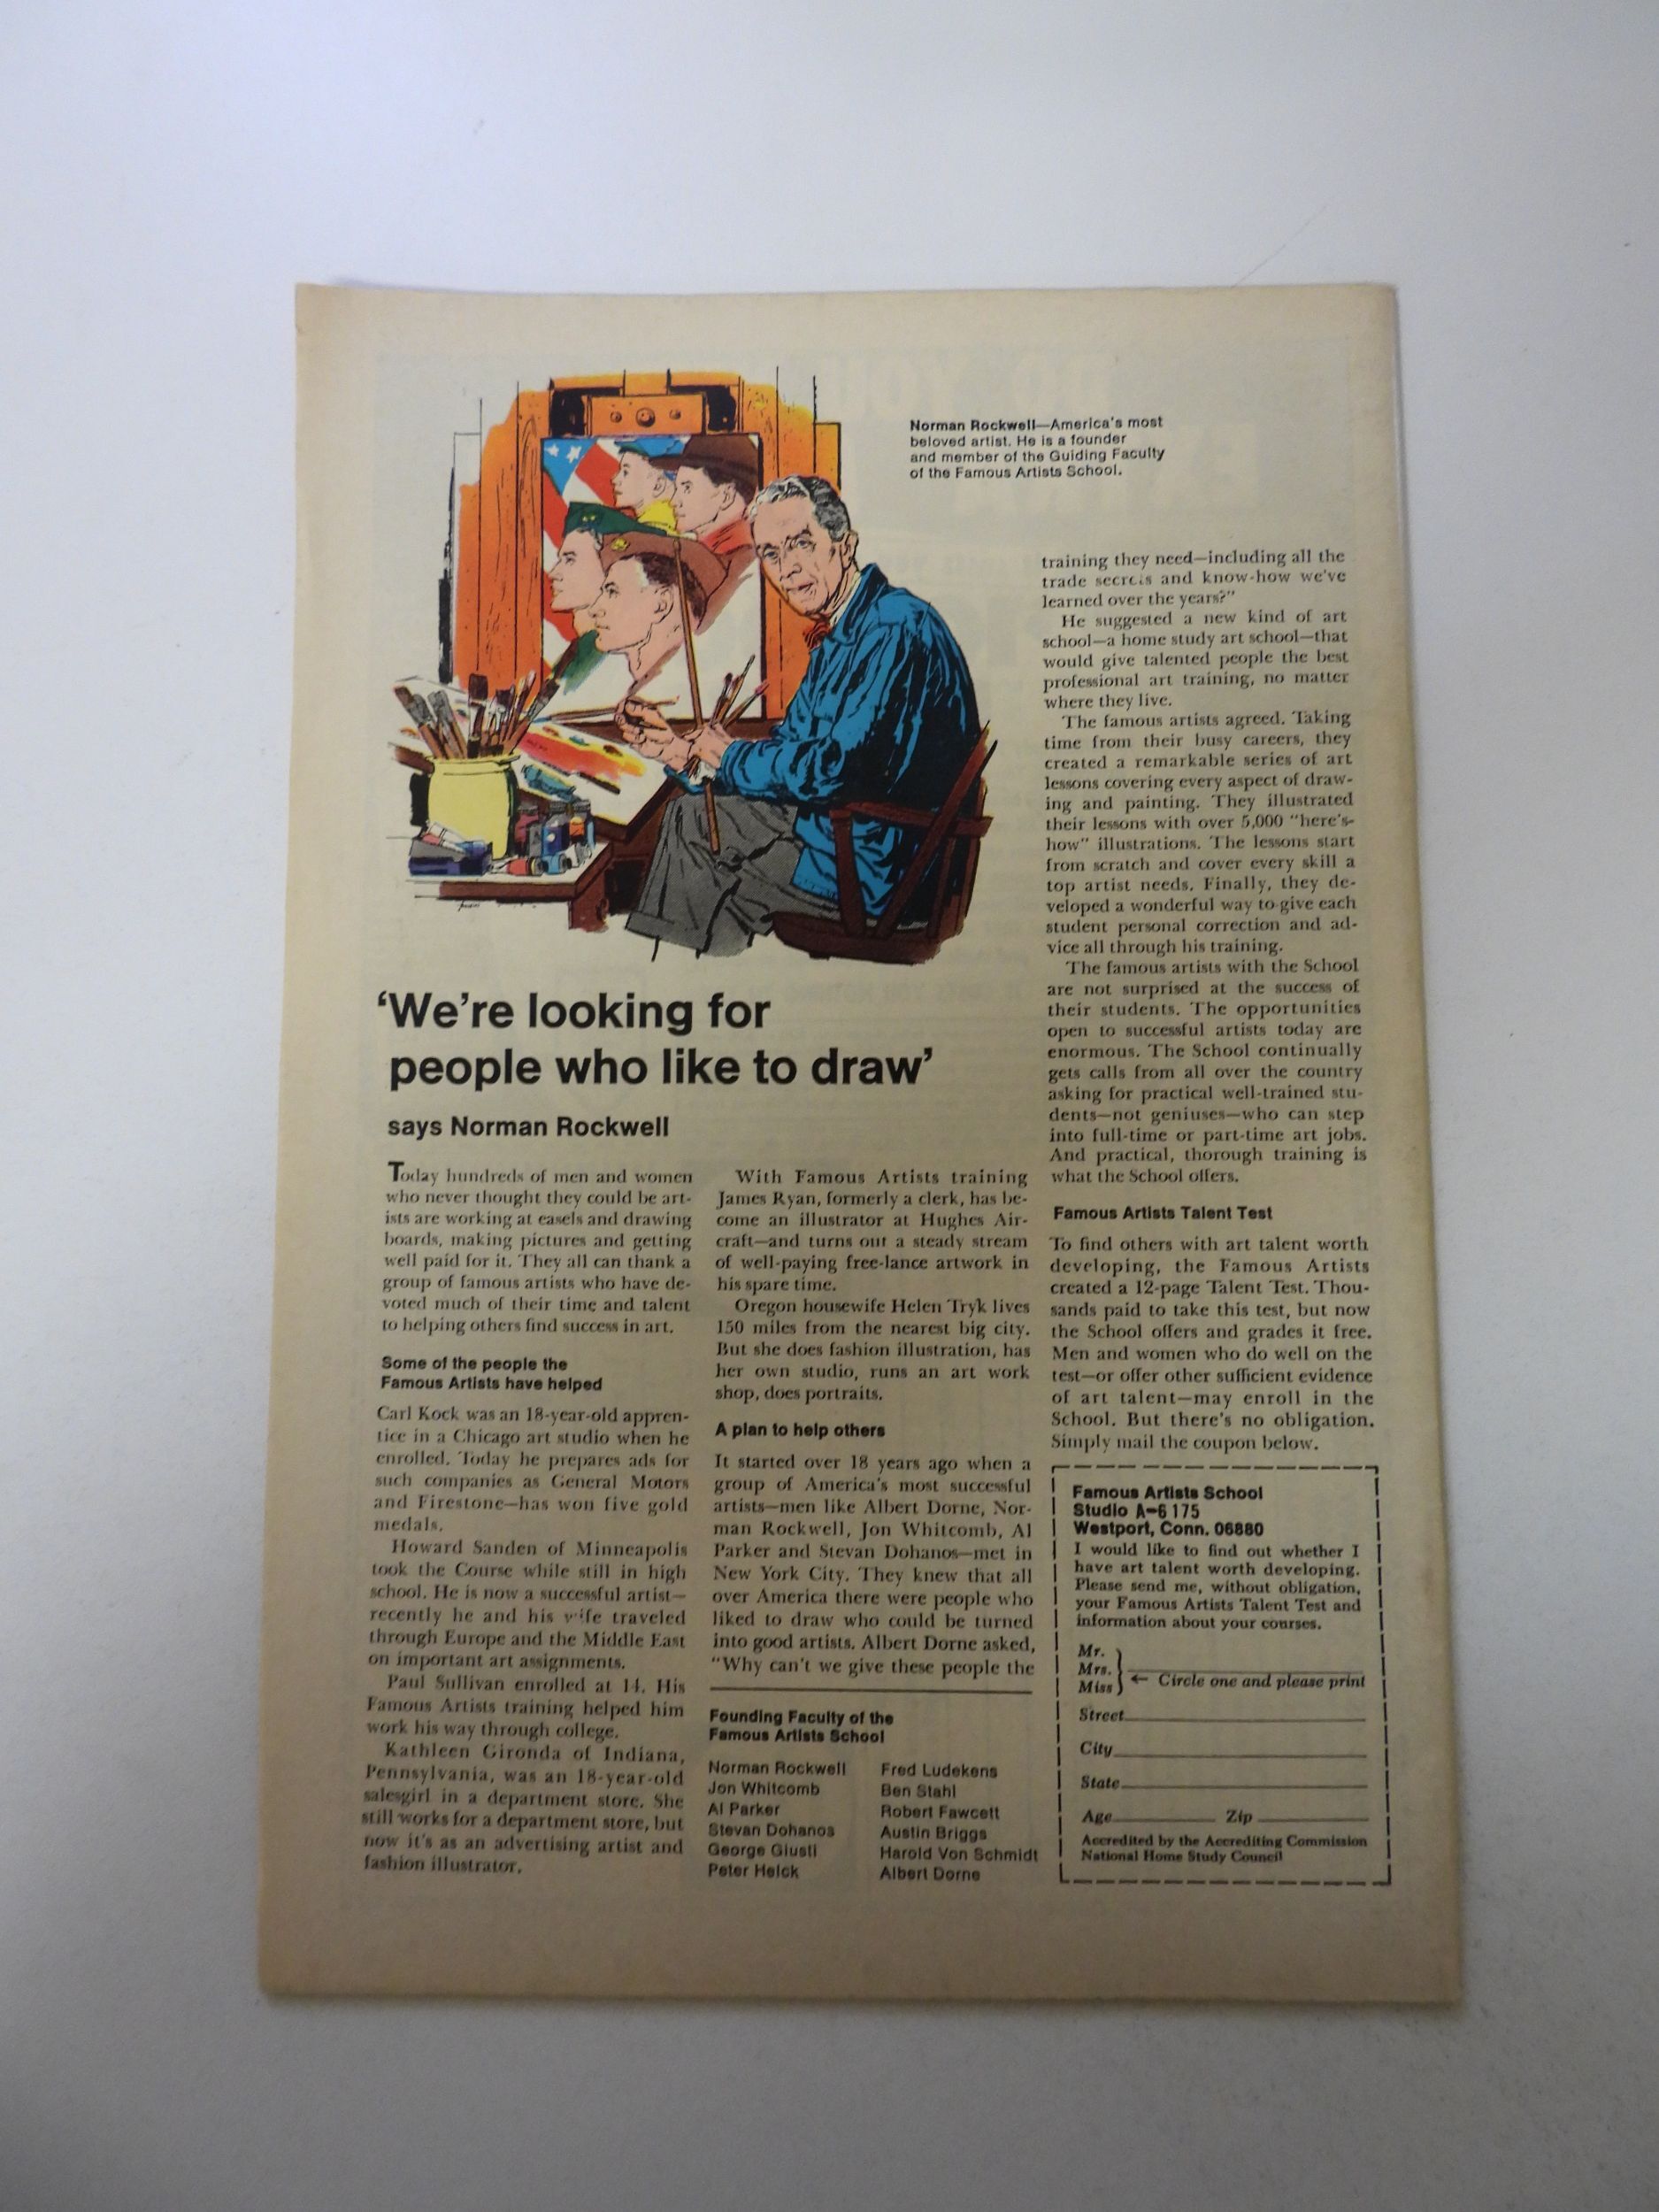 Norman Rockwell—America's most
beloved artist. He is a founder
and member of the Guiding Faculty
of the Famous Artists School.
'We're looking for
people who like to draw'
says Norman Rockwell
Today hundreds of men and women
who never thought they could be art-
ists are working at easels and drawing
boards, making pictures and getting
well paid for it. They all can thank a
group of famous artists who have de-
voted much of their time and talent
to helping others find success in art.
Some of the people the
Famous Artists have helped
Carl Kock was an 18-year-old appren-
tice in a Chicago art studio when he
enrolled. Today he prepares ads for
such companies as General Motors
and Firestone—has won five gold
medals.
Howard Sanden of Minneapolis
took the Course while still in high
school. He is now a successful artist—
recently he and his wife traveled
through Europe and the Middle East
on important art assignments.
Paul Sullivan enrolled at 14. His
Famous Artists training helped him
work his way through college.
Kathleen Gironda of Indiana,
Pennsylvania, was an 18-year-old
salesgirl in a department store. She
still works for a department store, but
now it's as an advertising artist and
fashion illustrator.
With Famous Artists training
James Ryan, formerly a clerk, has be-
come an illustrator at Hughes Air-
craft—and turns out a steady stream
of well-paying free-lance artwork in
his spare time.
Oregon housewife Helen Tryk lives
150 miles from the nearest big city.
But she does fashion illustration, has
her own studio, runs an art work
shop, does portraits.
A plan to help others
It started over 18 years ago when a
group of America's most successful
artists—men like Albert Dorne, Nor-
man Rockwell, Jon Whitcomb, Al
Parker and Stevan Dohanos—met in
New York City. They knew that all
over America there were people who
liked to draw who could be turned
into good artists. Albert Dorne asked,
"Why can't we give these people the
Founding Faculty of the
Famous Artists School
Norman Rockwell
Jon Whitcomb
Al Parker
Stevan Dohanos
George Giusti
Peter Helck
Fred Ludekens
Ben Stahl
Robert Fawcett
Austin Briggs
Harold Von Schmidt
Albert Dorne
training they need—including all the
trade secrets and know-how we've
learned over the years?"
He suggested a new kind of art
school—a home study art school—that
would give talented people the best
professional art training, no matter
where they live.
The famous artists agreed. Taking
time from their busy careers, they
created a remarkable series of art
lessons covering every aspect of draw-
ing and painting. They illustrated
their lessons with over 5,000 "here's-
how" illustrations. The lessons start
from scratch and cover every skill a
top artist needs. Finally, they de-
veloped a wonderful way to give each
student personal correction and ad-
vice all through his training.
The famous artists with the School
are not surprised at the success of
their students. The opportunities
open to successful artists today are
enormous. The School continually
gets calls from all over the country
asking for practical well-trained stu-
dents—not geniuses—who can step
into full-time or part-time art jobs.
And practical, thorough training is
what the School offers.
Famous Artists Talent Test
To find others with art talent worth
developing, the Famous Artists
created a 12-page Talent Test. Thou-
sands paid to take this test, but now
the School offers and grades it free.
Men and women who do well on the
test—or offer other sufficient evidence
of art talent—may enroll in the
School. But there's no obligation.
Simply mail the coupon below.
Famous Artists School
Studio A-6175
Westport, Conn. 06880
I would like to find out whether I
have art talent worth developing.
Please send me, without obligation,
your Famous Artists Talent Test and
information about your courses.
Mr.
Mrs.
Miss
← Circle one and please print
Street
City
State
Age Zip
Accredited by the Accrediting Commission
National Home Study Council